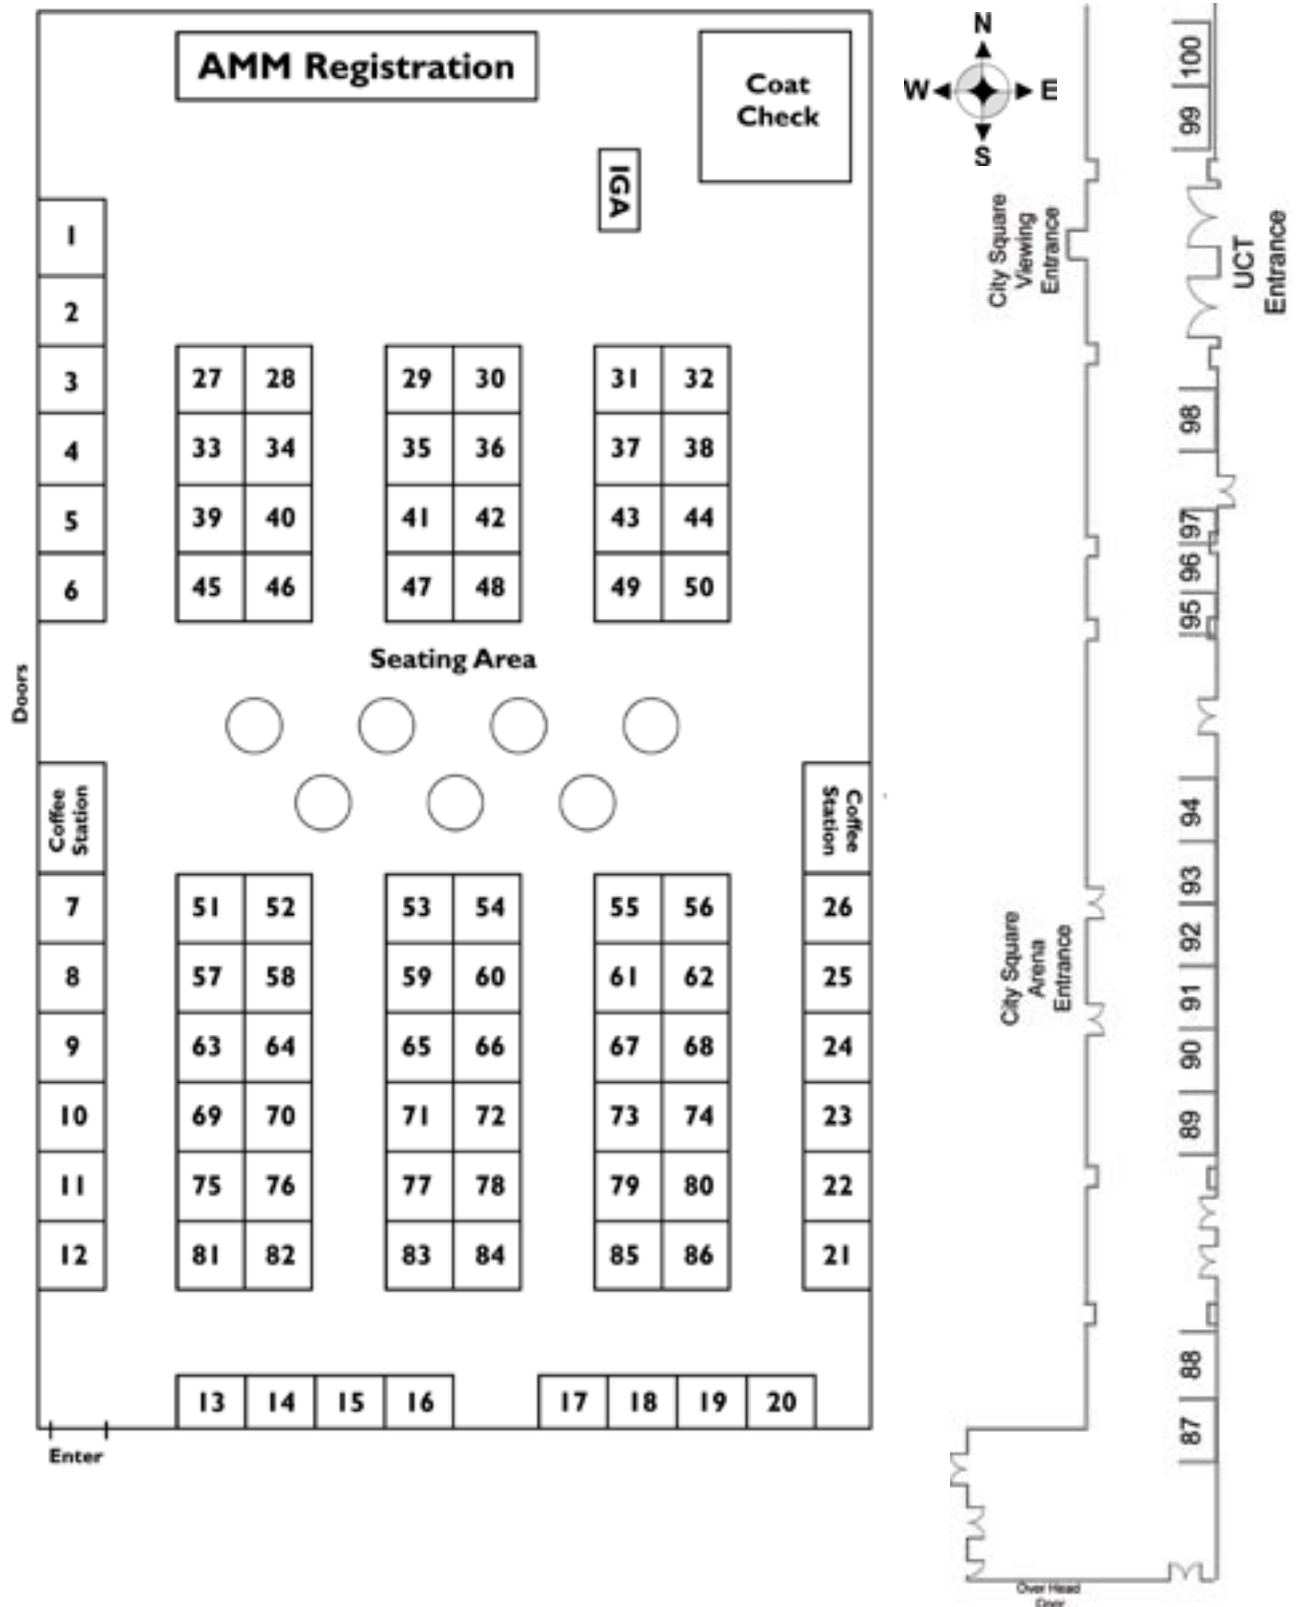 AMM Registration
Coat
Check
IGA
1
2
3
4
5
6
27 28 29 30 31 32
33 34 35 36 37 38
39 40 41 42 43 44
45 46 47 48 49 50
Seating Area
Doors
Coffee
Station
Coffee
Station
7 51 52 53 54 55 56 26
8 57 58 59 60 61 62 25
9 63 64 65 66 67 68 24
10 69 70 71 72 73 74 23
11 75 76 77 78 79 80 22
12 81 82 83 84 85 86 21
13 14 15 16 17 18 19 20
Enter
N
W E
S
100
99
City Square
Viewing
Entrance
UCT
Entrance
98
97
96
95
94
93
92
91
90
89
City Square
Arena
Entrance
88
87
Over Head
Door